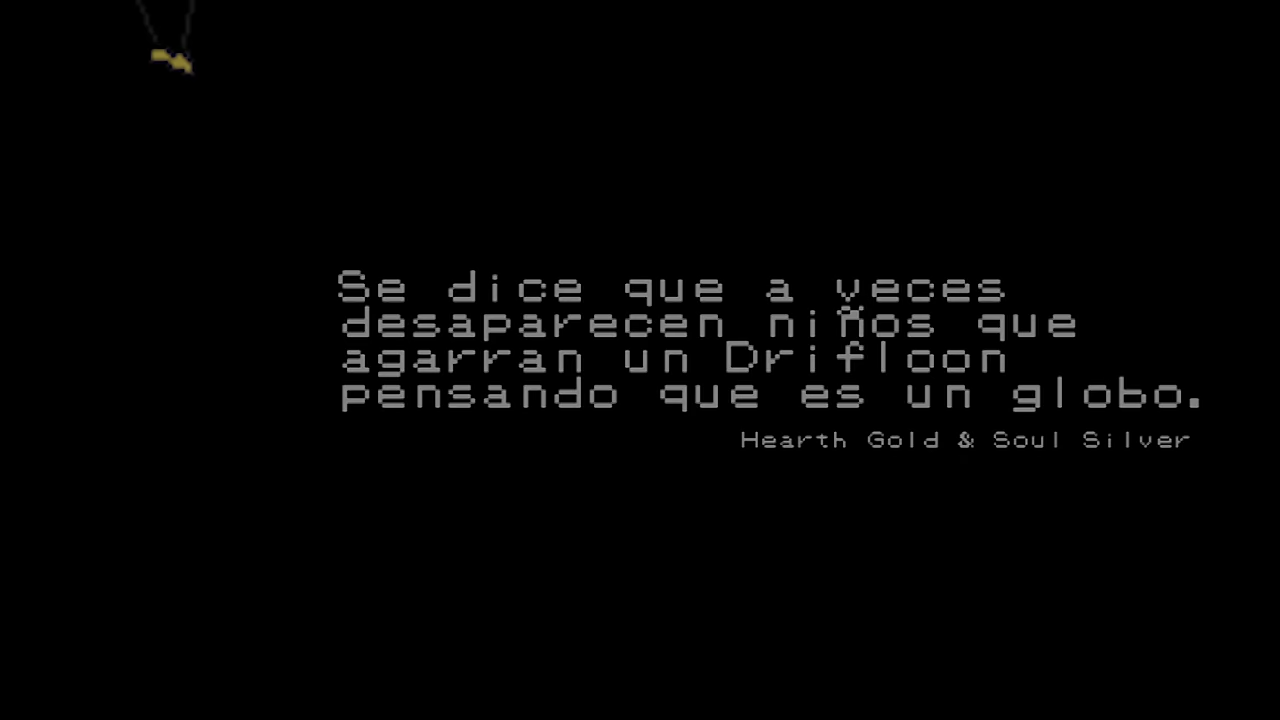 Se dice que a veces
desaparecen niños que
agarran un Drifloon
pensando que es un globo.
Hearth Gold & Soul Silver